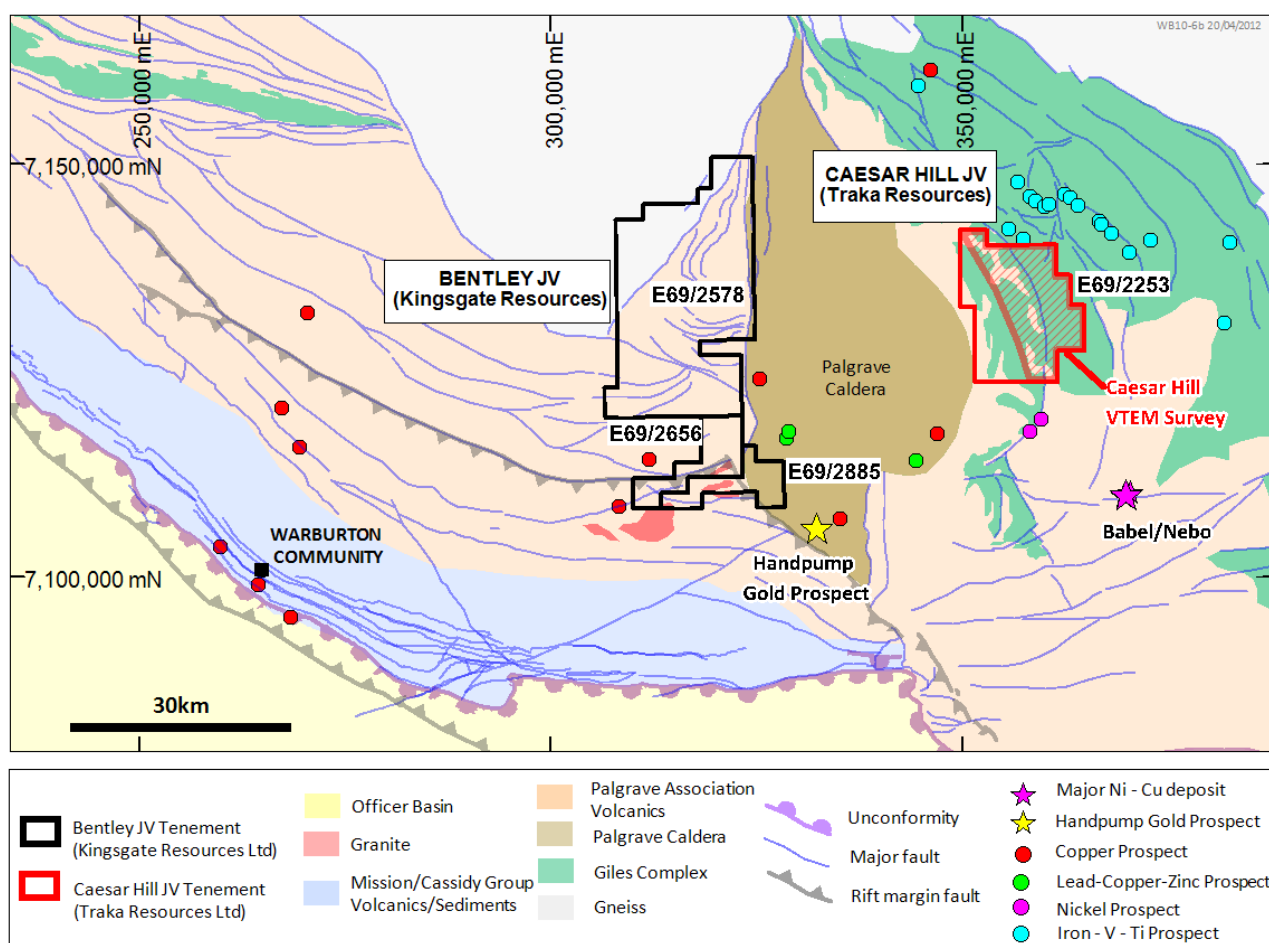 WB10-6b 20/04/2012
250,000 mE
300,000 mE
350,000 mE
7,150,000 mN
CAESAR HILL JV
(Traka Resources)
BENTLEY JV
(Kingsgate Resources)
E69/2578
E69/2253
Palgrave
Caldera
Caesar Hill
VTEM Survey
E69/2656
E69/2885
WARBURTON
COMMUNITY
Babel/Nebo
7,100,000 mN
Handpump
Gold Prospect
30km
Bentley JV Tenement
(Kingsgate Resources Ltd)
Caesar Hill JV Tenement
(Traka Resources Ltd)
Officer Basin
Granite
Mission/Cassidy Group
Volcanics/Sediments
Palgrave Association
Volcanics
Palgrave Caldera
Giles Complex
Gneiss
Unconformity
Major fault
Rift margin fault
Major Ni - Cu deposit
Handpump Gold Prospect
Copper Prospect
Lead-Copper-Zinc Prospect
Nickel Prospect
Iron - V - Ti Prospect